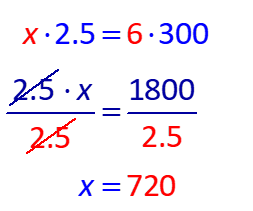 x · 2.5 = 6 · 300
2.5 · x / 2.5 = 1800 / 2.5
x = 720